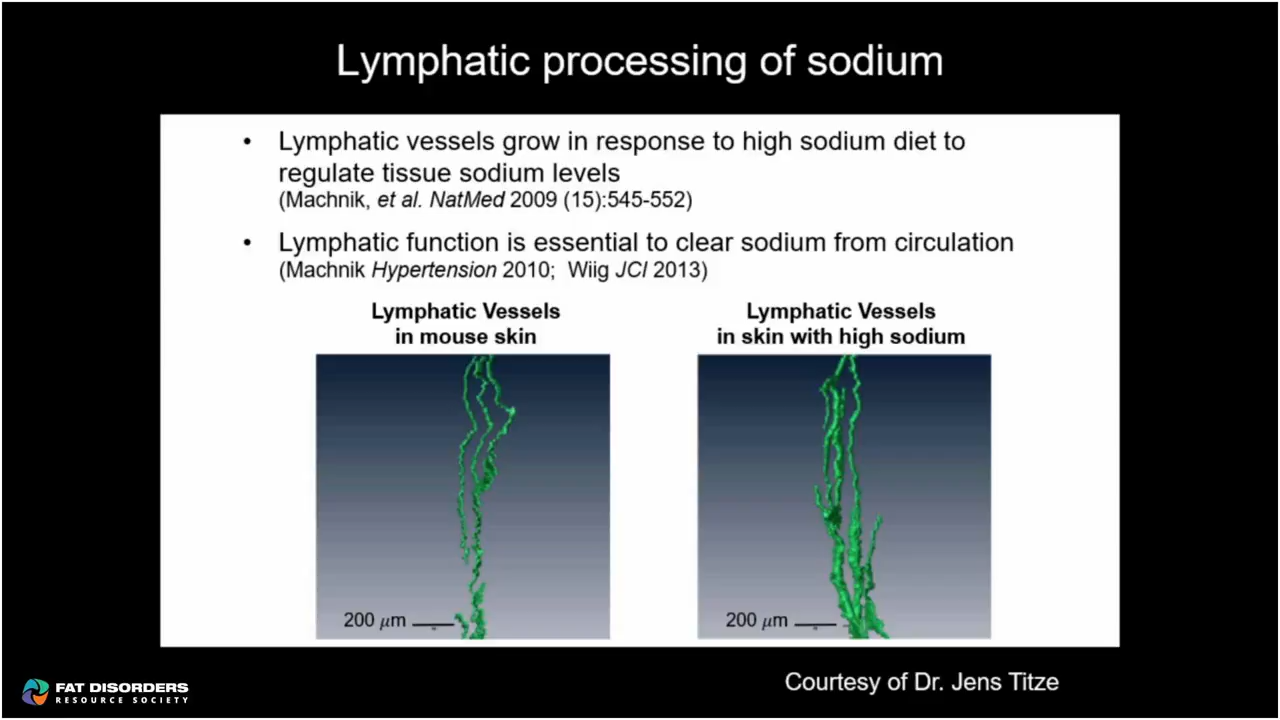 Lymphatic processing of sodium
• Lymphatic vessels grow in response to high sodium diet to
regulate tissue sodium levels
(Machnik, et al. NatMed 2009 (15):545-552)
• Lymphatic function is essential to clear sodium from circulation
(Machnik Hypertension 2010; Wiig JCI 2013)
Lymphatic Vessels
in mouse skin
Lymphatic Vessels
in skin with high sodium
200 μm
200 μm
Courtesy of Dr. Jens Titze
FAT DISORDERS
RESOURCE SOCIETY